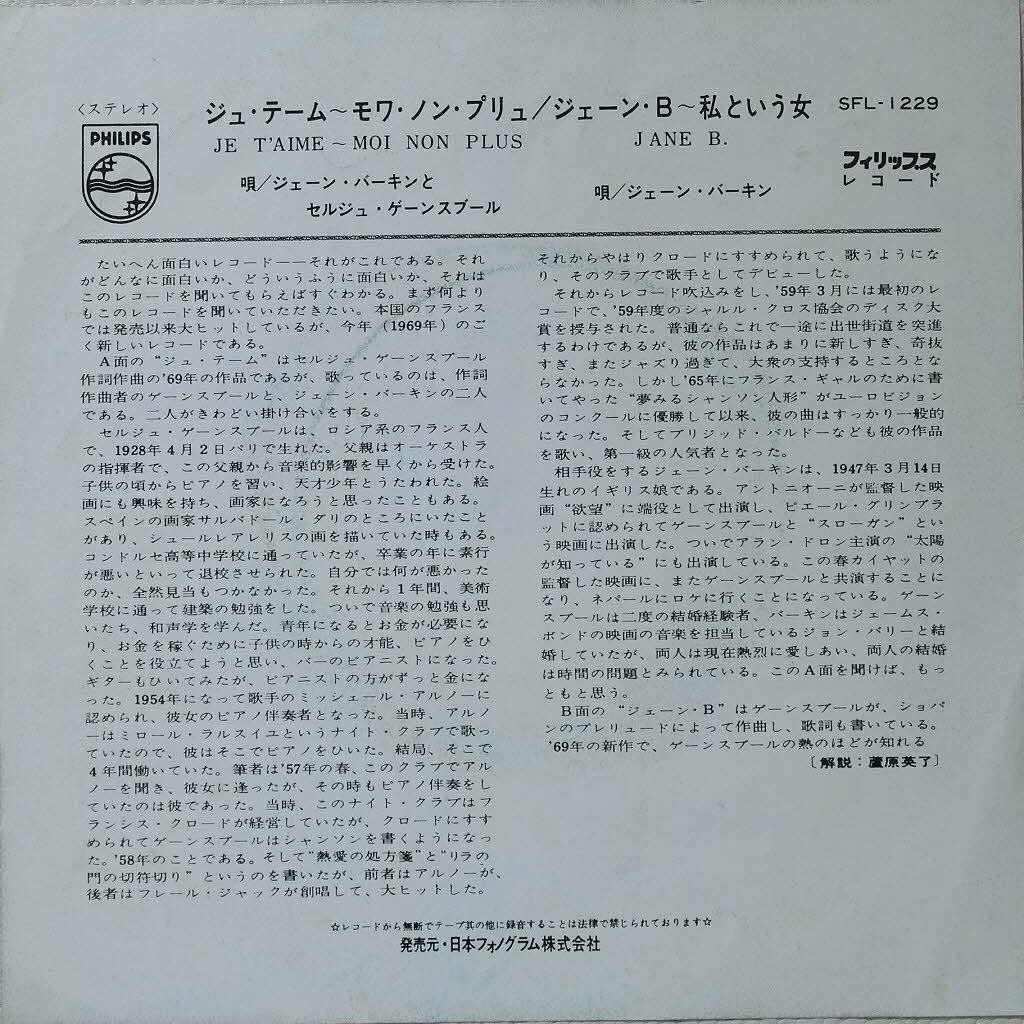 〈ステレオ〉
PHILIPS
ジュ・テーム～モワ・ノン・プリュ/ジェーン・B～私という女
SFL-1229
JE T'AIME～MOI NON PLUS
JANE B.
フィリップス
レコード
唄/ジェーン・バーキンと
セルジュ・ゲーンスブール
唄/ジェーン・バーキン
たいへん面白いレコード――それがこれである。それ
がどんなに面白いか、どういうふうに面白いか、それは
このレコードを聞いてもらえばすぐわかる。まず何より
もこのレコードを聞いていただきたい。本国のフランス
では発売以来大ヒットしているが、今年(1969年)のご
く新しいレコードである。
A面の“ジュ・テーム”はセルジュ・ゲーンスブール
作詞作曲の'69年の作品であるが、歌っているのは、作詞
作曲者のゲーンスブールと、ジェーン・バーキンの二人
である。二人がきわどい掛け合いをする。
セルジュ・ゲーンスブールは、ロシア系のフランス人
で、1928年4月2日パリで生れた。父親はオーケストラ
の指揮者で、この父親から音楽的影響を早くから受けた。
子供の頃からピアノを習い、天才少年とうたわれた。絵
画にも興味を持ち、画家になろうと思ったこともある。
スペインの画家サルバドール・ダリのところにいたこと
があり、シュールレアレリスの画を描いていた時もある。
コンドルセ高等中学校に通っていたが、卒業の年に素行
が悪いといって退校させられた。自分では何が悪かった
のか、全然見当もつかなかった。それから1年間、美術
学校に通って建築の勉強をした。ついで音楽の勉強も思
いたち、和声学を学んだ。青年になるとお金が必要にな
り、お金を稼ぐために子供の時からの才能、ピアノをひ
くことを役立てようと思い、バーのピアニストになった。
ギターもひいてみたが、ピアニストの方がずっと金にな
った。1954年になって歌手のミッシェール・アルノーに
認められ、彼女のピアノ伴奏者となった。当時、アルノ
ーはミロール・ラルスイユというナイト・クラブで歌っ
ていたので、彼はそこでピアノをひいた。結局、そこで
4年間働いていた。筆者は'57年の春、このクラブでアル
ノーを聞き、彼女に逢ったが、その時もピアノ伴奏をし
ていたのは彼であった。当時、このナイト・クラブはフ
ランシス・クロードが経営していたが、クロードにすす
められてゲーンスブールはシャンソンを書くようになっ
た。'58年のことである。そして“熱愛の処方箋”と“リラの
門の切符切り”というのを書いたが、前者はアルノーが、
後者はフレール・ジャックが創唱して、大ヒットした。
それからやはりクロードにすすめられて、歌うようにな
り、そのクラブで歌手としてデビューした。
それからレコード吹込みをし、'59年3月には最初のレ
コードで、'59年度のシャルル・クロス協会のディスク大
賞を授与された。普通ならこれで一途に出世街道を突進
するわけであるが、彼の作品はあまりに新しすぎ、奇抜
すぎ、またジャズり過ぎて、大衆の支持するところとな
らなかった。しかし'65年にフランス・ギャルのために書
いてやった“夢みるシャンソン人形”がユーロビジョン
のコンクールに優勝して以来、彼の曲はすっかり一般的
になった。そしてブリジッド・バルドーなども彼の作品
を歌い、第一級の人気者となった。
相手役をするジェーン・バーキンは、1947年3月14日
生れのイギリス娘である。アントニオーニが監督した映
画“欲望”に端役として出演し、ピエール・グリンブラ
ットに認められてゲーンスブールと“スローガン”とい
う映画に出演した。ついでアラン・ドロン主演の“太陽
が知っている”にも出演している。この春カイヤットの
監督した映画に、またゲーンスブールと共演することに
なり、ネパールにロケに行くことになっている。ゲーン
スブールは二度の結婚経験者、バーキンはジェームス・
ボンドの映画の音楽を担当しているジョン・バリーと結
婚していたが、両人は現在熱烈に愛しあい、両人の結婚
は時間の問題とみられている。このA面を聞けば、もっ
ともと思う。
B面の“ジェーン・B”はゲーンスブールが、ショパ
ンのプレリュードによって作曲し、歌詞も書いている。
'69年の新作で、ゲーンスブールの熱のほどが知れる
〔解説：蘆原英了〕
☆レコードから無断でテープ其の他に録音することは法律で禁じられております☆
発売元・日本フォノグラム株式会社